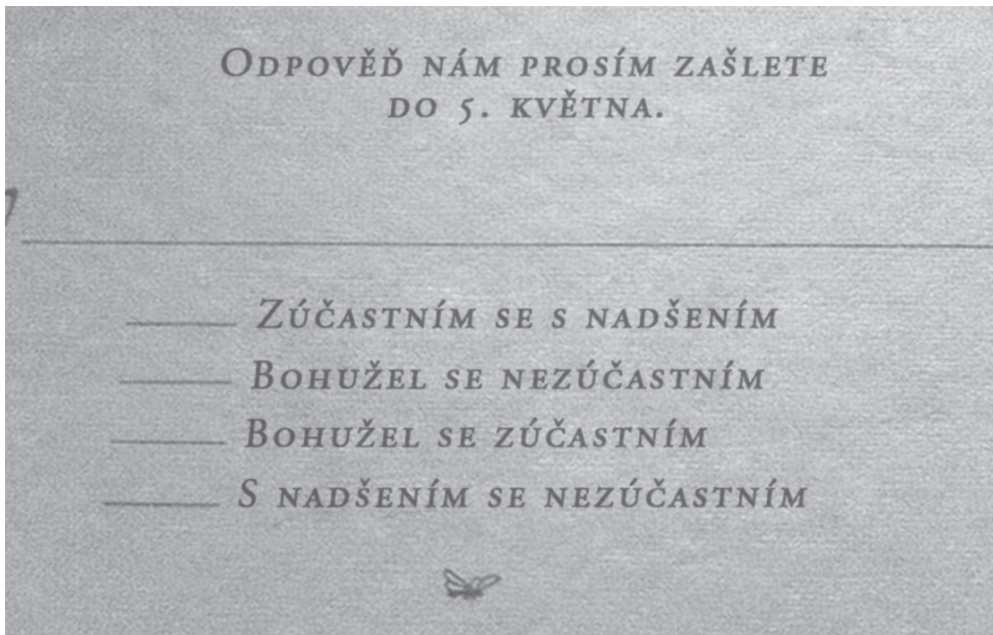 Odpověď nám prosím zašlete
do 5. května.
Zúčastním se s nadšením
Bohužel se nezúčastním
Bohužel se zúčastním
S nadšením se nezúčastním